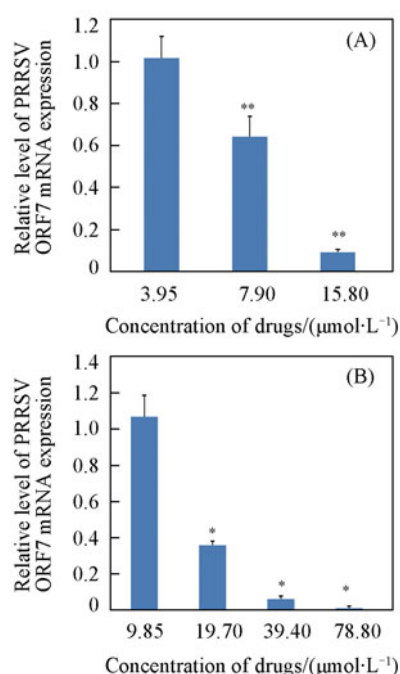 (A)
Relative level of PRRSV
ORF7 mRNA expression
1.2
1.0
0.8
0.6
0.4
0.2
0
**
**
3.95 7.90 15.80
Concentration of drugs/(μmol·L⁻¹)
(B)
Relative level of PRRSV
ORF7 mRNA expression
1.4
1.2
1.0
0.8
0.6
0.4
0.2
0
*
*
*
9.85 19.70 39.40 78.80
Concentration of drugs/(μmol·L⁻¹)